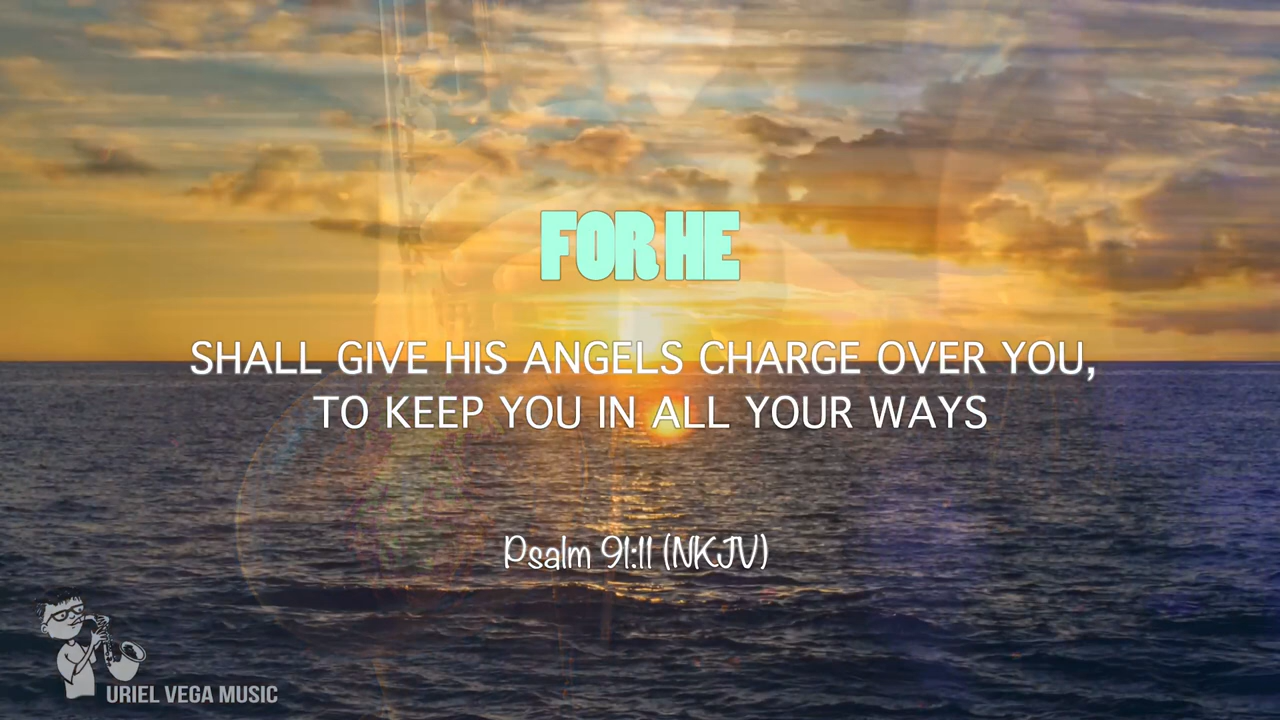 FOR HE
SHALL GIVE HIS ANGELS CHARGE OVER YOU,
TO KEEP YOU IN ALL YOUR WAYS
Psalm 91:11 (NKJV)
URIEL VEGA MUSIC